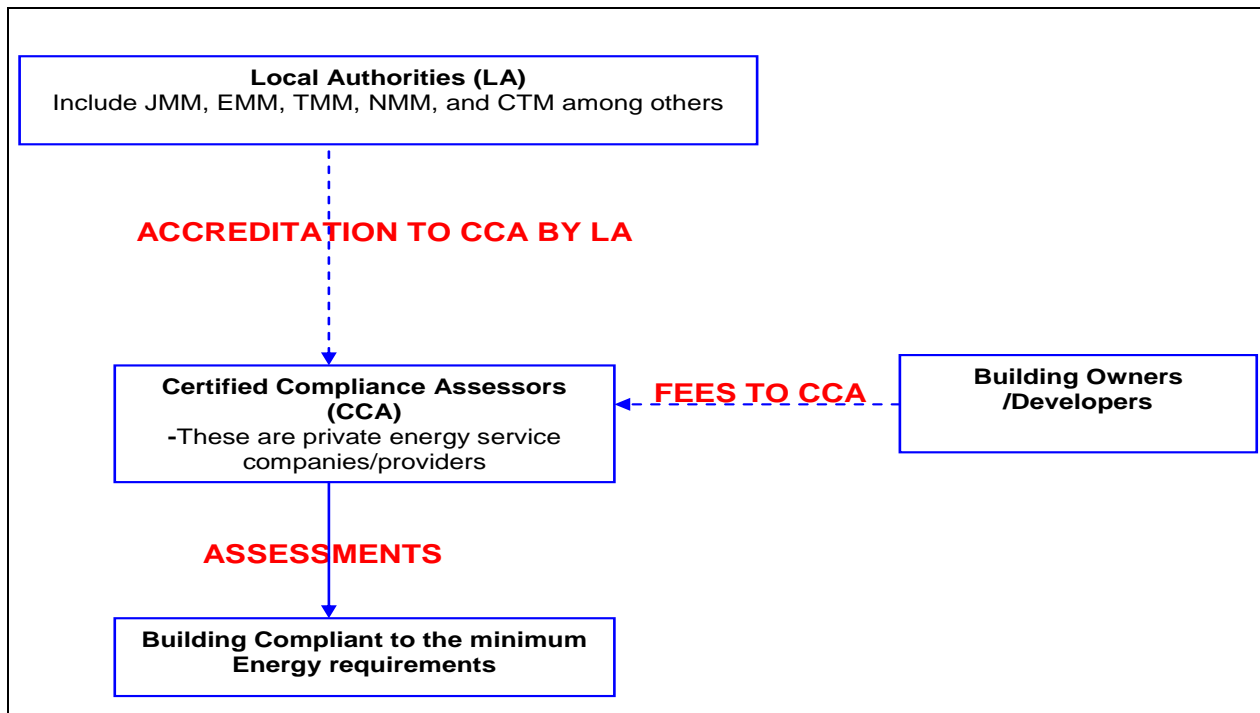 Local Authorities (LA)
Include JMM, EMM, TMM, NMM, and CTM among others
ACCREDITATION TO CCA BY LA
Certified Compliance Assessors
(CCA)
-These are private energy service
companies/providers
FEES TO CCA
Building Owners
/Developers
ASSESSMENTS
Building Compliant to the minimum
Energy requirements